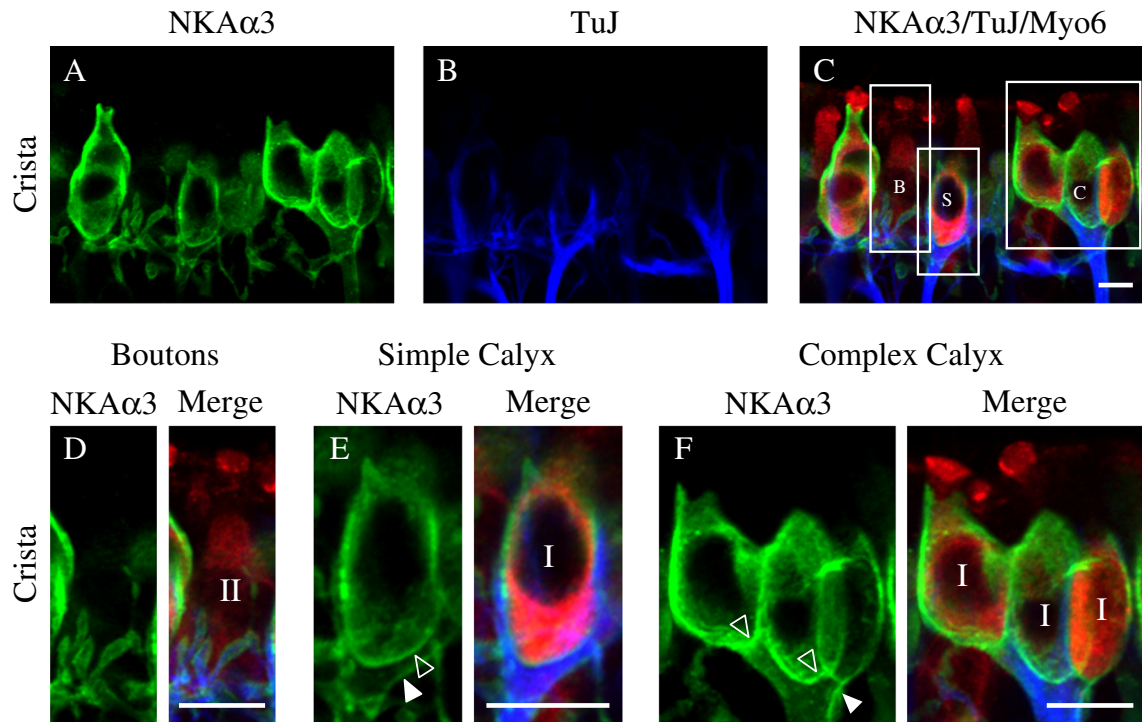 NKAα3 TuJ NKAα3/TuJ/Myo6
Crista
A B C
B S C
Boutons Simple Calyx Complex Calyx
NKAα3 Merge NKAα3 Merge NKAα3 Merge
Crista
D E F
II I I I I